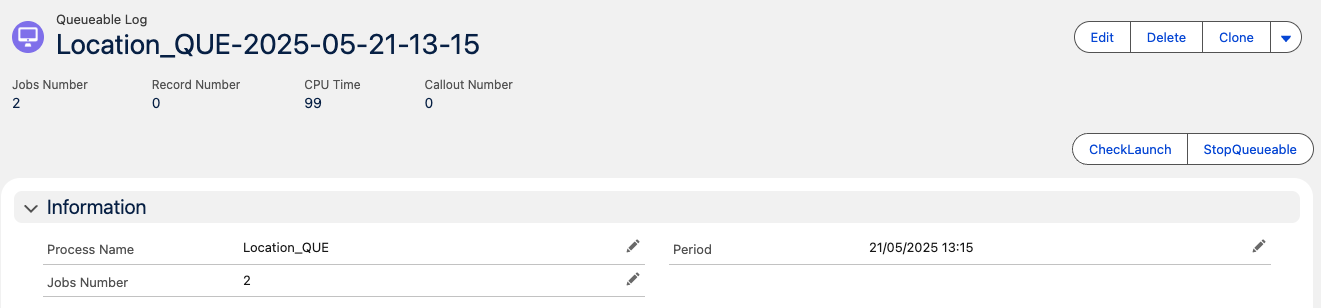 Queueable Log
Location_QUE-2025-05-21-13-15
Edit Delete Clone
Jobs Number Record Number CPU Time Callout Number
2 0 99 0
CheckLaunch StopQueueable
Information
Process Name Location_QUE Period 21/05/2025 13:15
Jobs Number 2